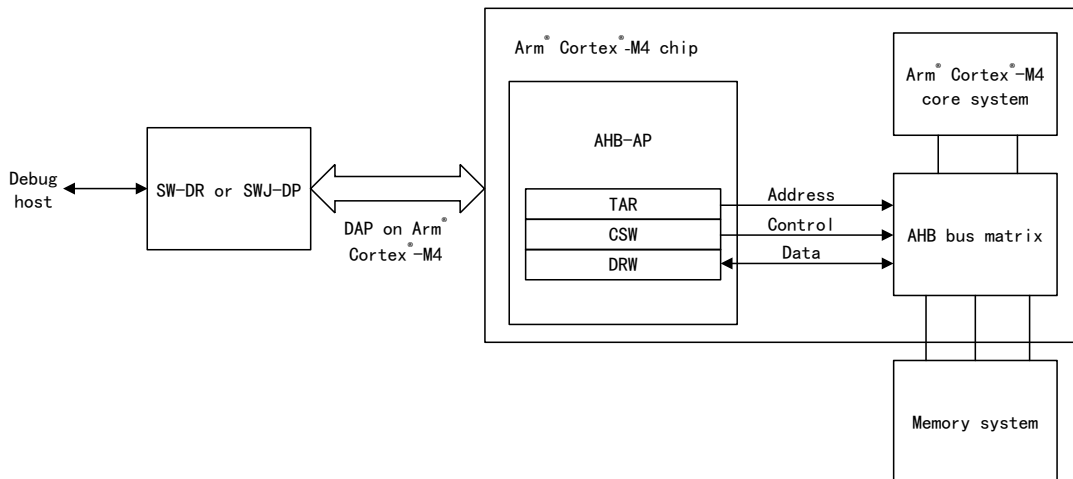 Arm® Cortex®-M4 chip
Arm® Cortex®-M4
core system
AHB-AP
Debug
host
SW-DR or SWJ-DP
DAP on Arm®
Cortex®-M4
TAR
CSW
DRW
Address
Control
Data
AHB bus matrix
Memory system